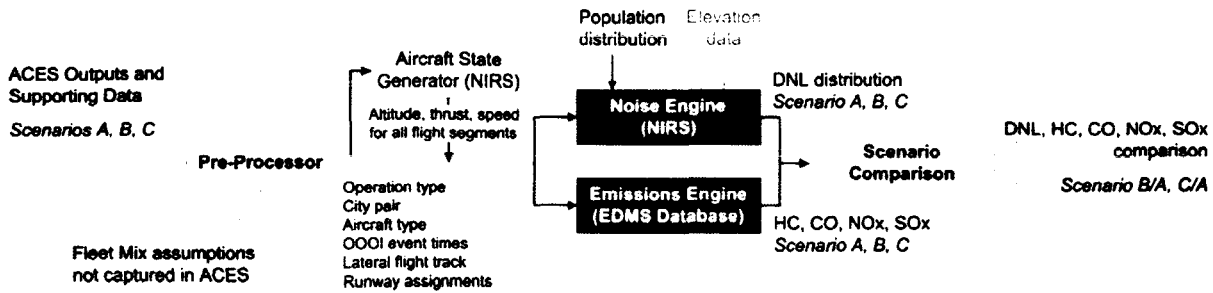 ACES Outputs and
Supporting Data
Scenarios A, B, C
Pre-Processor
Fleet Mix assumptions
not captured in ACES
Aircraft State
Generator (NIRS)
Altitude, thrust, speed
for all flight segments
Operation type
City pair
Aircraft type
OOOI event times
Lateral flight track
Runway assignments
Population
distribution
Elevation
data
Noise Engine
(NIRS)
Emissions Engine
(EDMS Database)
DNL distribution
Scenario A, B, C
HC, CO, NOx, SOx
Scenario A, B, C
Scenario
Comparison
DNL, HC, CO, NOx, SOx
comparison
Scenario B/A, C/A